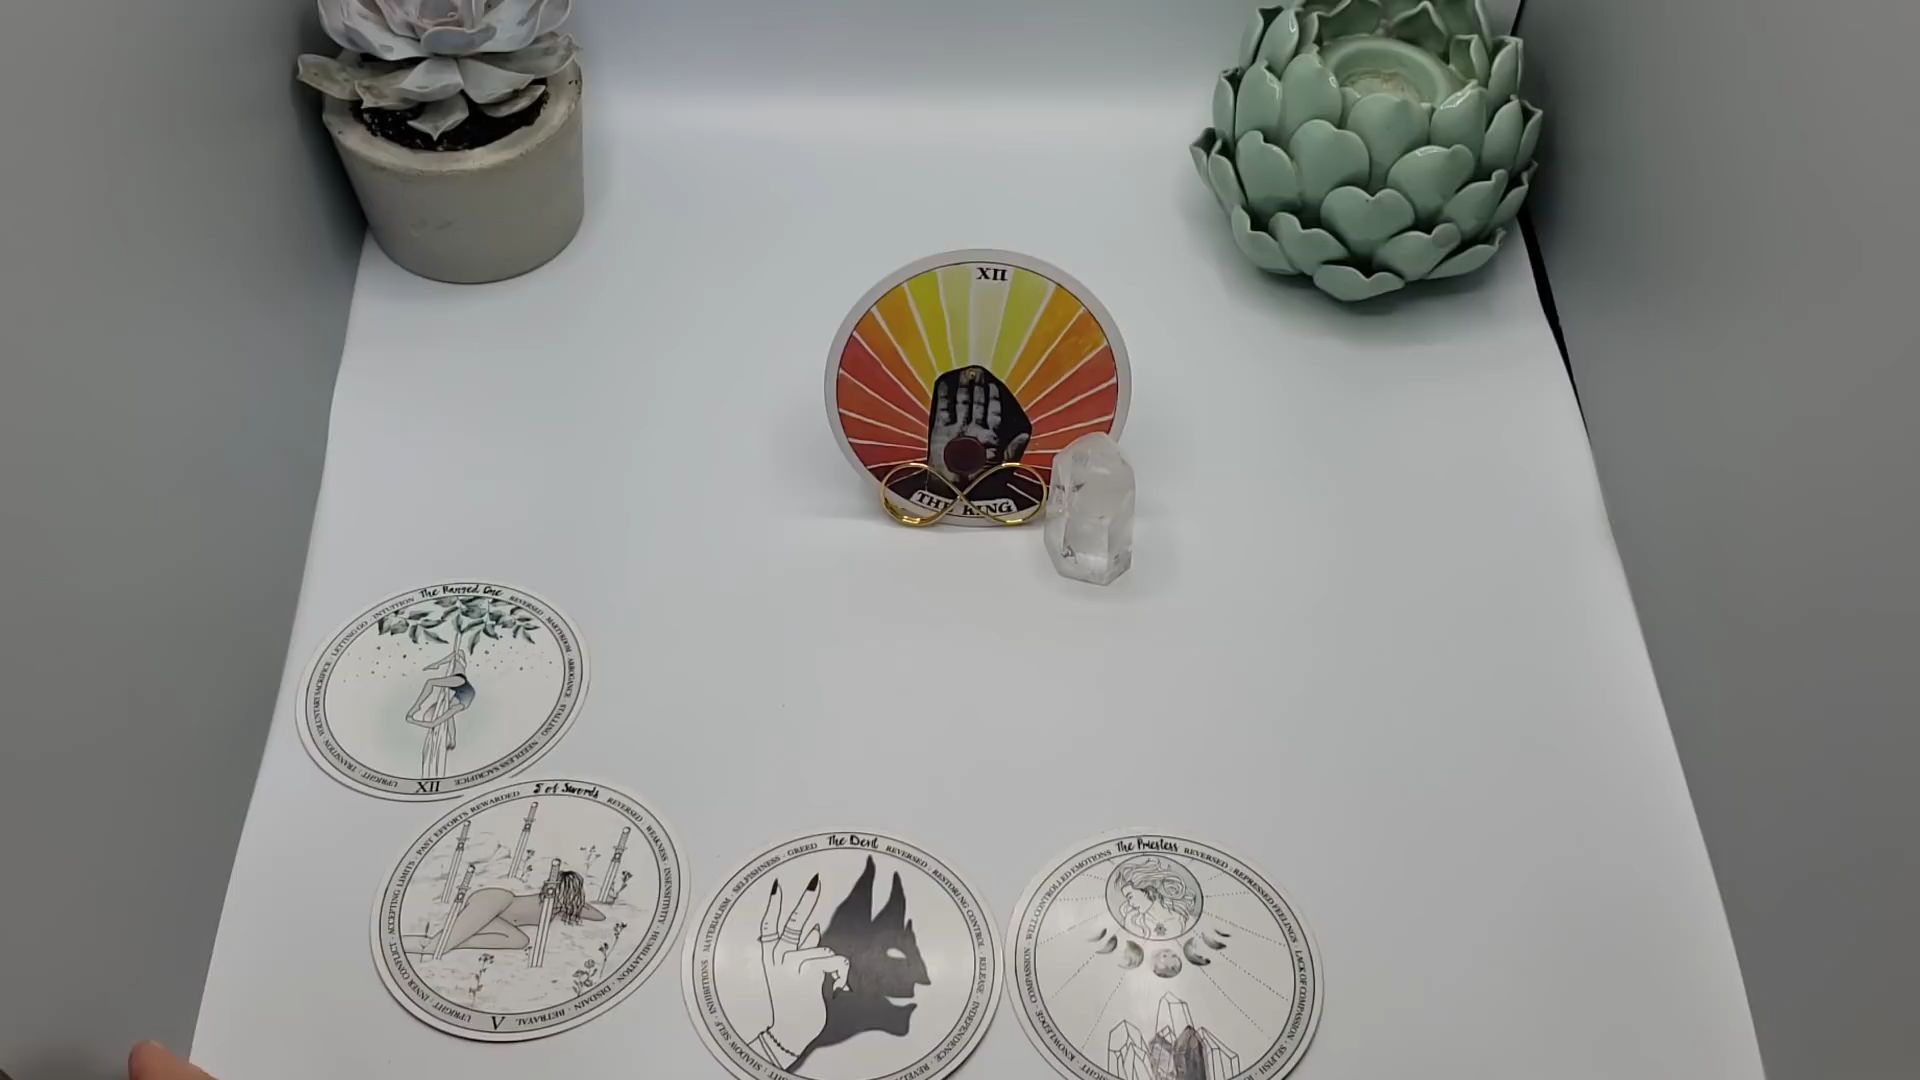 XII
THE KING
The Hanged One
UPRIGHT · TRANSITION · VOLUNTARY SACRIFICE · LETTING GO · INTUITION
REVERSED · MARTYRDOM · ARROGANCE · STALLING · NEEDLESS SACRIFICE
XII
5 of Swords
UPRIGHT · INNER CONFLICT · ACCEPTING LIMITS · PAST EFFORTS REWARDED
REVERSED · WEAKNESS · INSENSITIVITY · HUMILIATION · DISDAIN · BETRAYAL
V
The Devil
SHADOW SELF · INHIBITIONS · MATERIALISM · SELFISHNESS · GREED
REVERSED · RESTORING CONTROL · RELEASE · INDEPENDENCE
The Priestess
KNOWLEDGE · COMPASSION · WELL CONTROLLED EMOTIONS
REVERSED · REPRESSED FEELINGS · LACK OF COMPASSION · SELFISH